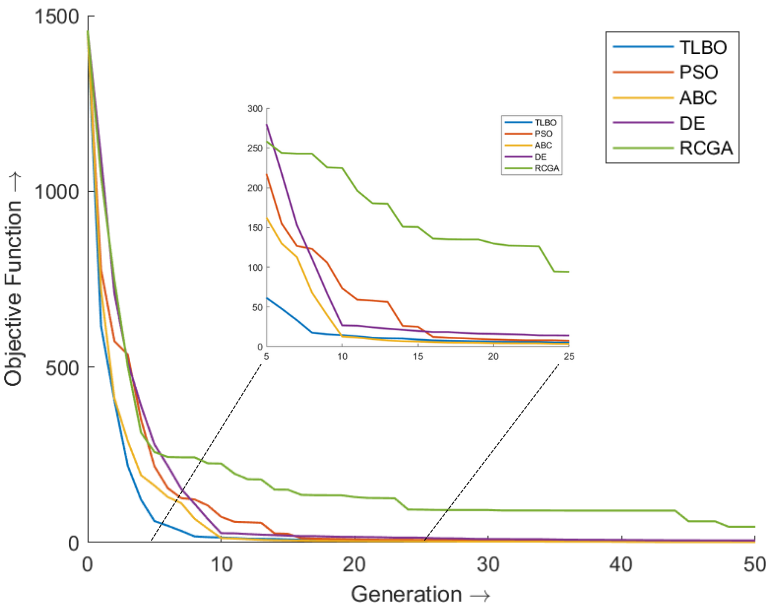 1500
1000
500
0
Objective Function →
0
10
20
30
40
50
Generation →
TLBO
PSO
ABC
DE
RCGA
300
250
200
150
100
50
0
5
10
15
20
25
TLBO
PSO
ABC
DE
RCGA